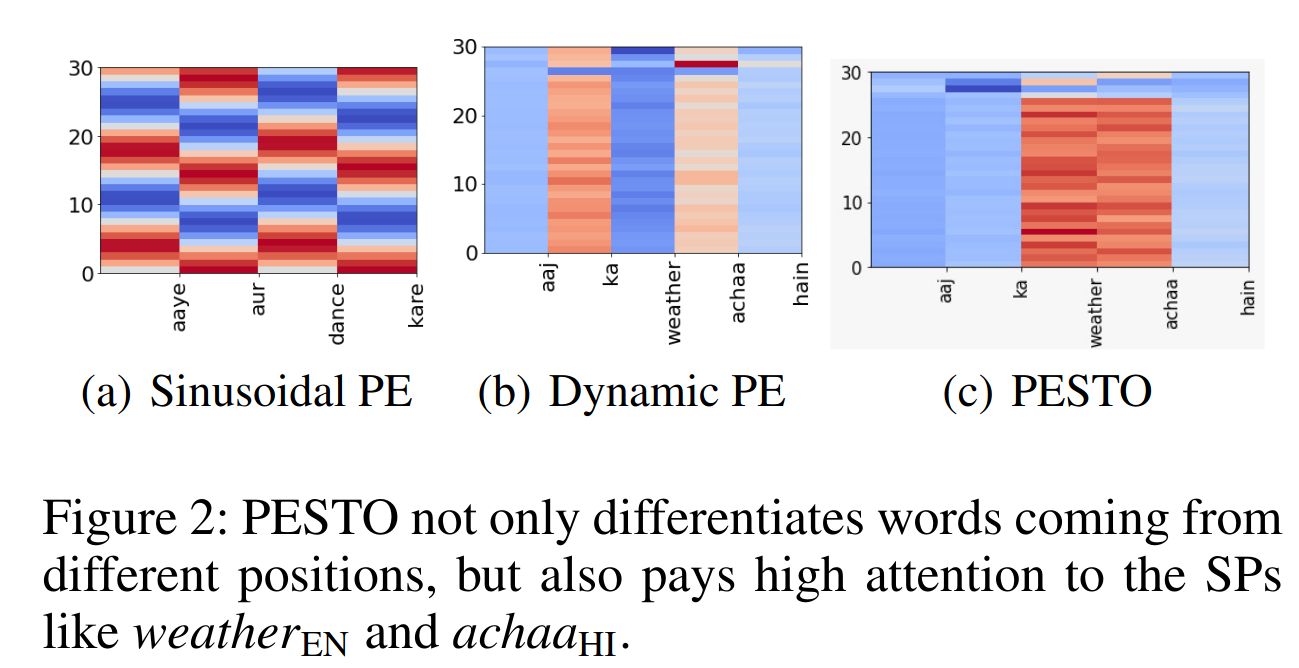 30
20
10
0
aaye
aur
dance
kare
(a) Sinusoidal PE
30
20
10
0
aaj
ka
weather
achaa
hain
(b) Dynamic PE
30
20
10
0
aaj
ka
weather
achaa
hain
(c) PESTO
Figure 2: PESTO not only differentiates words coming from
different positions, but also pays high attention to the SPs
like weatherEN and achaaHI.